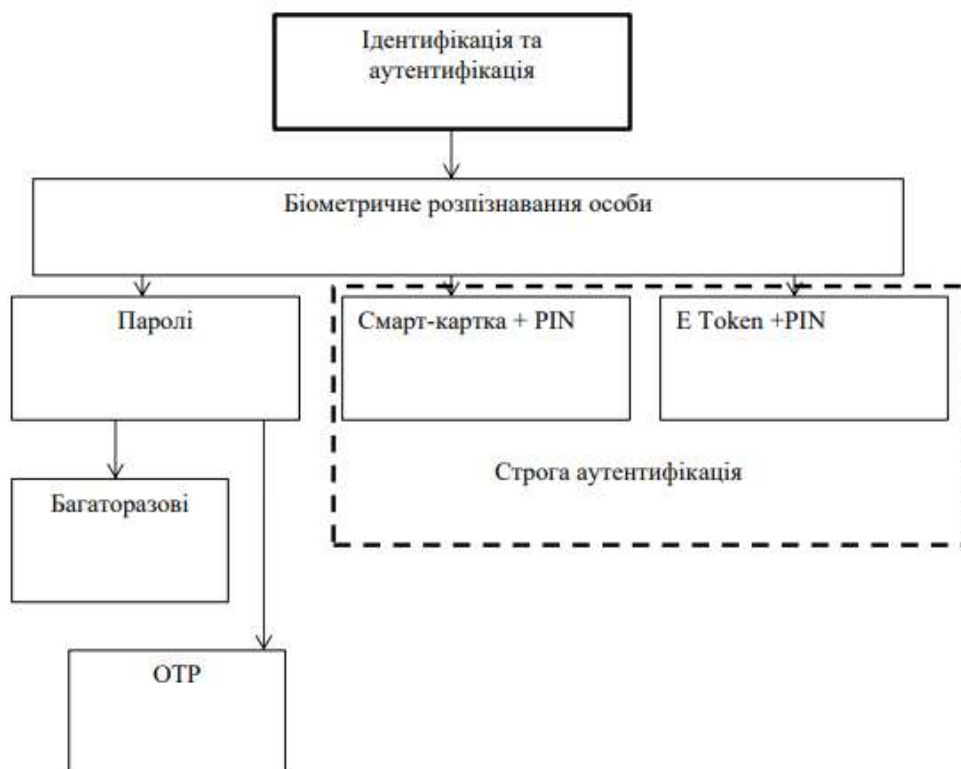 Ідентифікація та
аутентифікація
Біометричне розпізнавання особи
Паролі
Смарт-картка + PIN
E Token +PIN
Строга аутентифікація
Багаторазові
OTP